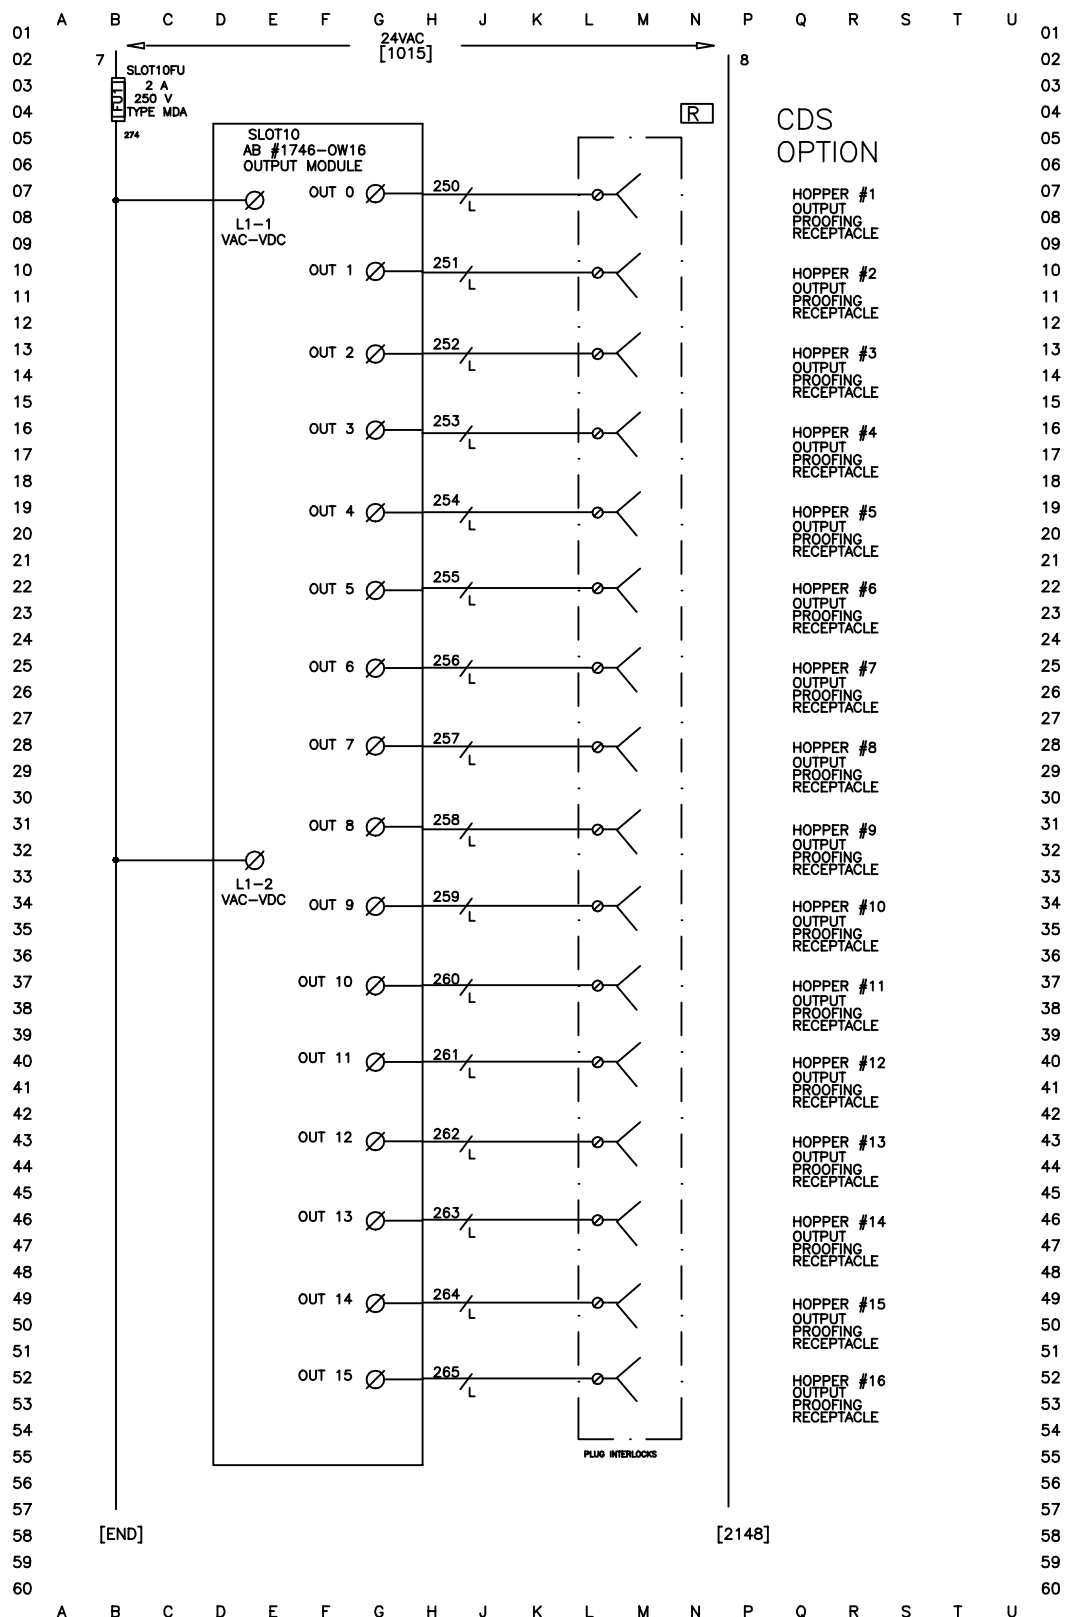 A B C D E F G H J K L M N P Q R S T U
01 01
24VAC
[1015]
02 7 8 02
SLOT10FU
2 A
250 V
TYPE MDA
FU1
274
03 03
04 R 04
CDS
OPTION
05 05
SLOT10
AB #1746-OW16
OUTPUT MODULE
06 06
07 OUT 0 250 L HOPPER #1 07
OUTPUT
PROOFING
RECEPTACLE
L1-1
VAC-VDC
08 08
09 09
10 OUT 1 251 L HOPPER #2 10
OUTPUT
PROOFING
RECEPTACLE
11 11
12 12
13 OUT 2 252 L HOPPER #3 13
OUTPUT
PROOFING
RECEPTACLE
14 14
15 15
16 OUT 3 253 L HOPPER #4 16
OUTPUT
PROOFING
RECEPTACLE
17 17
18 18
19 OUT 4 254 L HOPPER #5 19
OUTPUT
PROOFING
RECEPTACLE
20 20
21 21
22 OUT 5 255 L HOPPER #6 22
OUTPUT
PROOFING
RECEPTACLE
23 23
24 24
25 OUT 6 256 L HOPPER #7 25
OUTPUT
PROOFING
RECEPTACLE
26 26
27 27
28 OUT 7 257 L HOPPER #8 28
OUTPUT
PROOFING
RECEPTACLE
29 29
30 30
31 OUT 8 258 L HOPPER #9 31
OUTPUT
PROOFING
RECEPTACLE
32 32
33 33
L1-2
VAC-VDC
34 OUT 9 259 L HOPPER #10 34
OUTPUT
PROOFING
RECEPTACLE
35 35
36 36
37 OUT 10 260 L HOPPER #11 37
OUTPUT
PROOFING
RECEPTACLE
38 38
39 39
40 OUT 11 261 L HOPPER #12 40
OUTPUT
PROOFING
RECEPTACLE
41 41
42 42
43 OUT 12 262 L HOPPER #13 43
OUTPUT
PROOFING
RECEPTACLE
44 44
45 45
46 OUT 13 263 L HOPPER #14 46
OUTPUT
PROOFING
RECEPTACLE
47 47
48 48
49 OUT 14 264 L HOPPER #15 49
OUTPUT
PROOFING
RECEPTACLE
50 50
51 51
52 OUT 15 265 L HOPPER #16 52
OUTPUT
PROOFING
RECEPTACLE
53 53
54 54
55 PLUG INTERLOCKS 55
56 56
57 57
58 [END] [2148] 58
59 59
60 60
A B C D E F G H J K L M N P Q R S T U